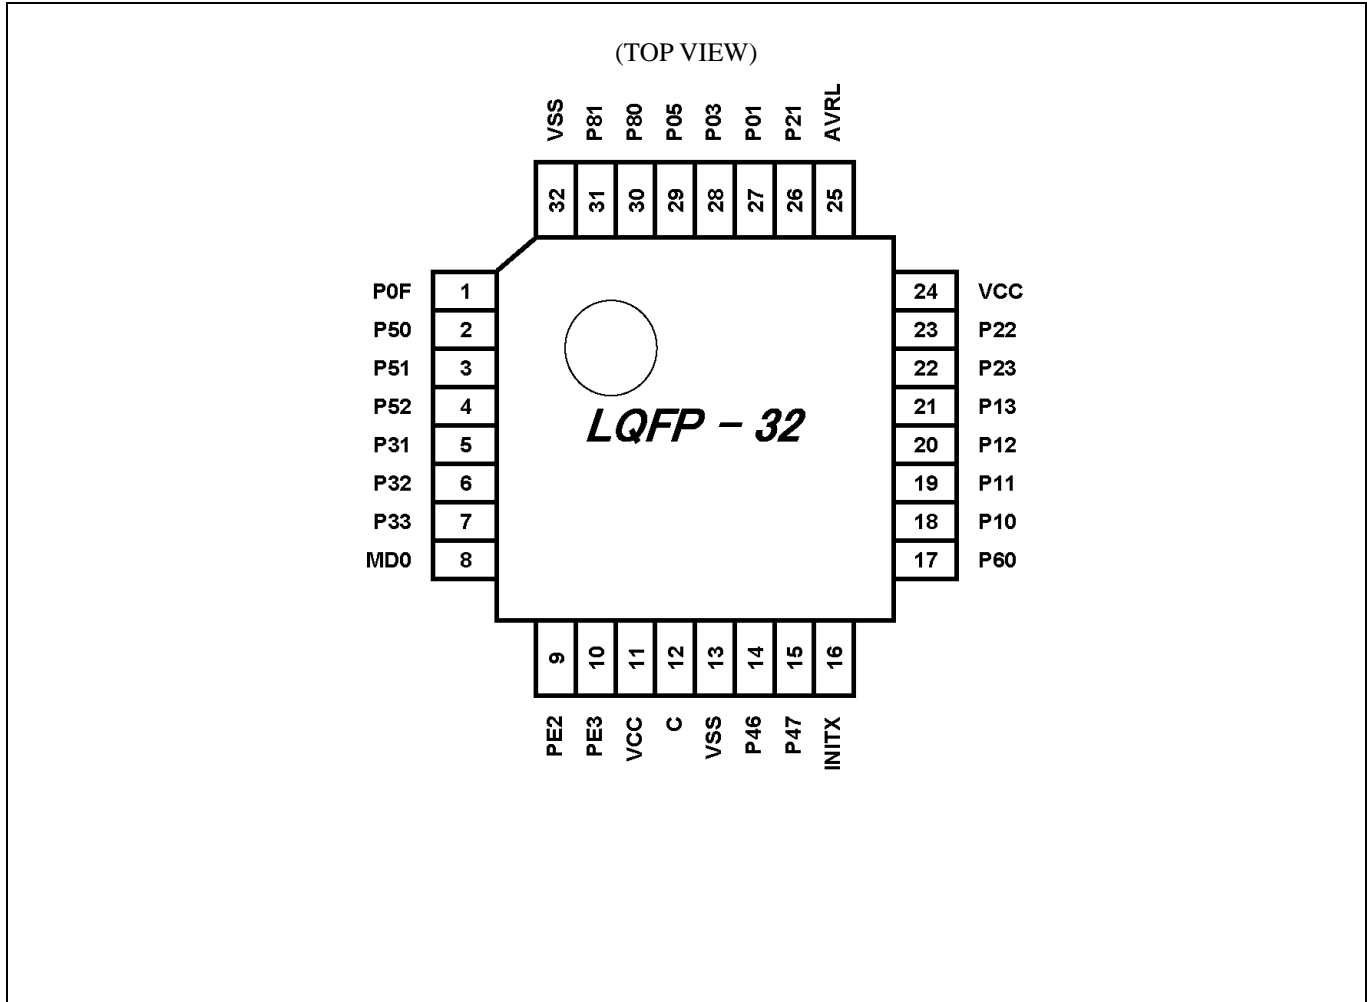 (TOP VIEW)
VSS P81 P80 P05 P03 P01 P21 AVRL
32 31 30 29 28 27 26 25
P0F 1 24 VCC
P50 2 23 P22
P51 3 22 P23
P52 4 21 P13
P31 5 20 P12
P32 6 19 P11
P33 7 18 P10
MD0 8 17 P60
LQFP - 32
9 10 11 12 13 14 15 16
PE2 PE3 VCC C VSS P46 P47 INITX